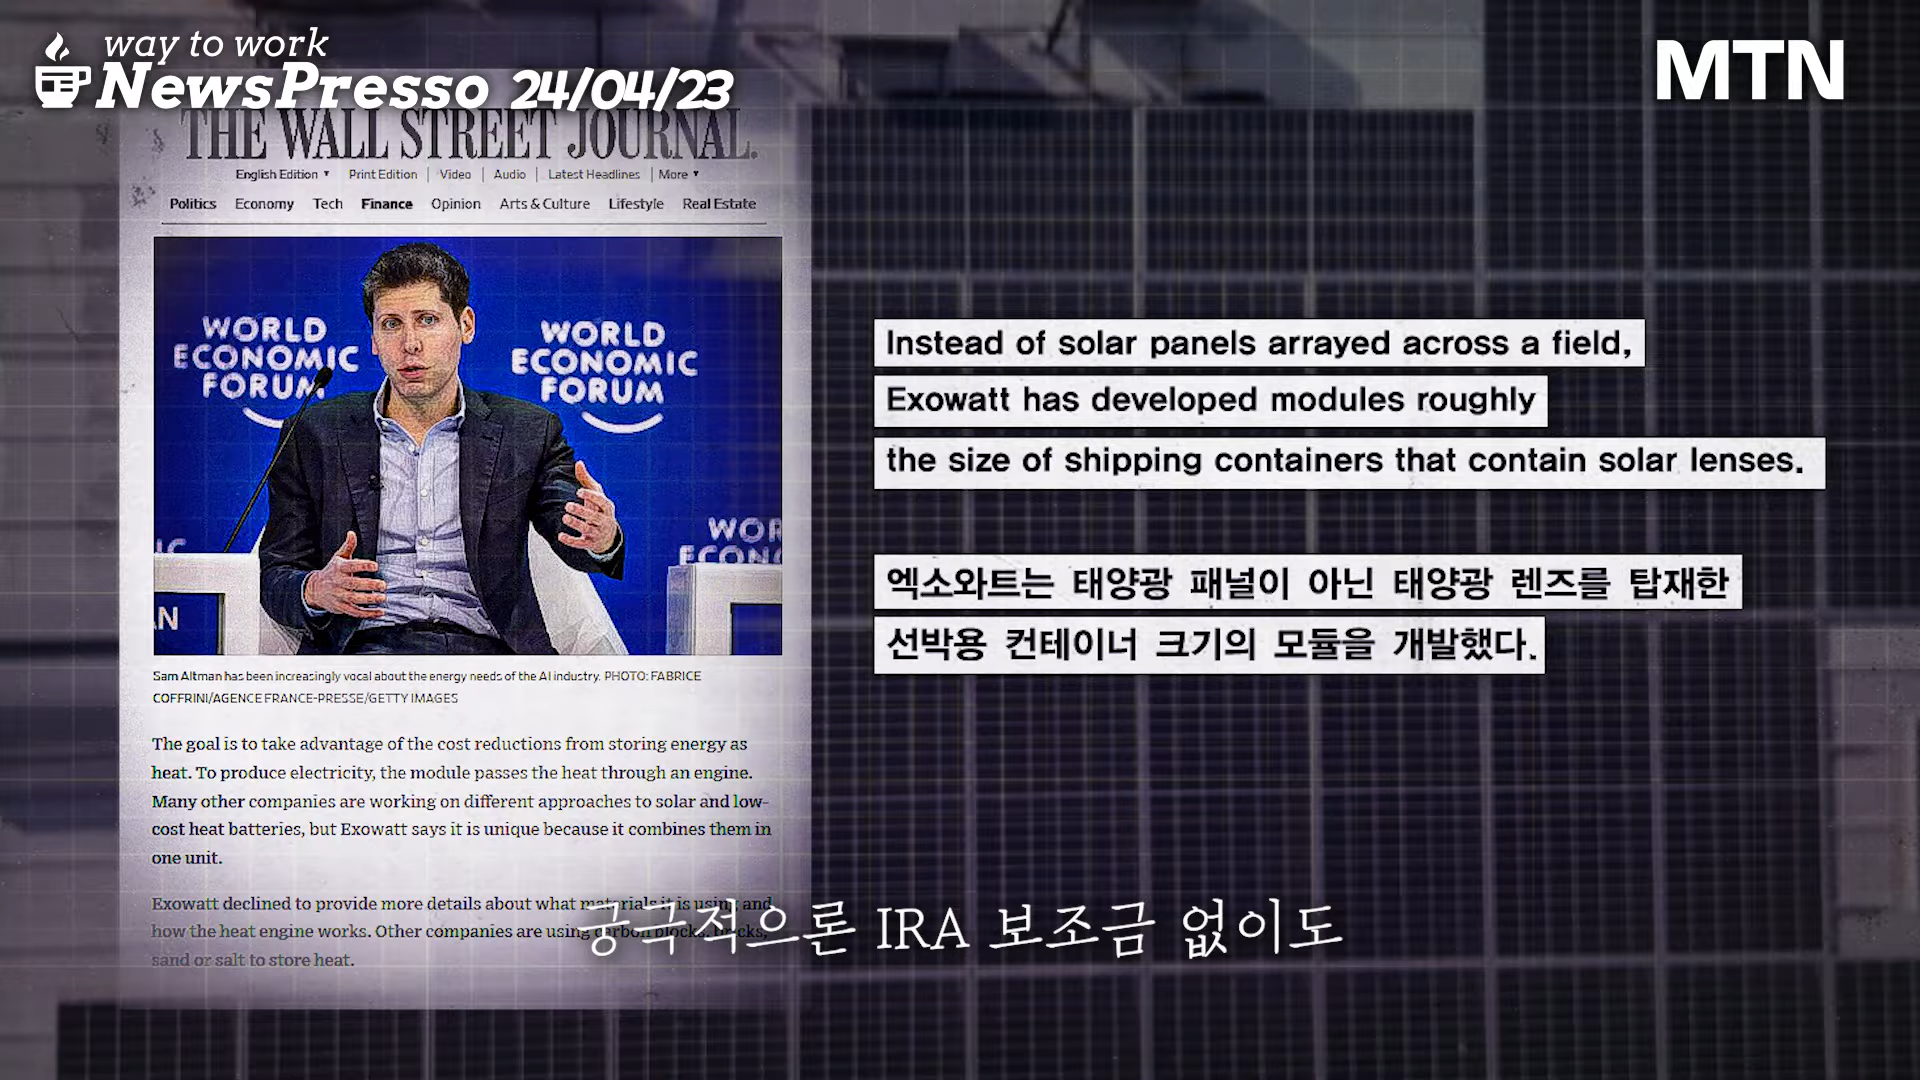 way to work
NewsPresso 24/04/23
MTN
THE WALL STREET JOURNAL.
English Edition ▼ Print Edition | Video | Audio | Latest Headlines | More ▼
Politics Economy Tech Finance Opinion Arts & Culture Lifestyle Real Estate
WORLD ECONOMIC FORUM
WORLD ECONOMIC FORUM
Sam Altman has been increasingly vocal about the energy needs of the AI industry. PHOTO: FABRICE
COFFRINI/AGENCE FRANCE-PRESSE/GETTY IMAGES
The goal is to take advantage of the cost reductions from storing energy as
heat. To produce electricity, the module passes the heat through an engine.
Many other companies are working on different approaches to solar and low-
cost heat batteries, but Exowatt says it is unique because it combines them in
one unit.
Exowatt declined to provide more details about what materials it is using and
how the heat engine works. Other companies are using carbon blocks, bricks,
sand or salt to store heat.
Instead of solar panels arrayed across a field,
Exowatt has developed modules roughly
the size of shipping containers that contain solar lenses.
엑소와트는 태양광 패널이 아닌 태양광 렌즈를 탑재한
선박용 컨테이너 크기의 모듈을 개발했다.
궁극적으론 IRA 보조금 없이도